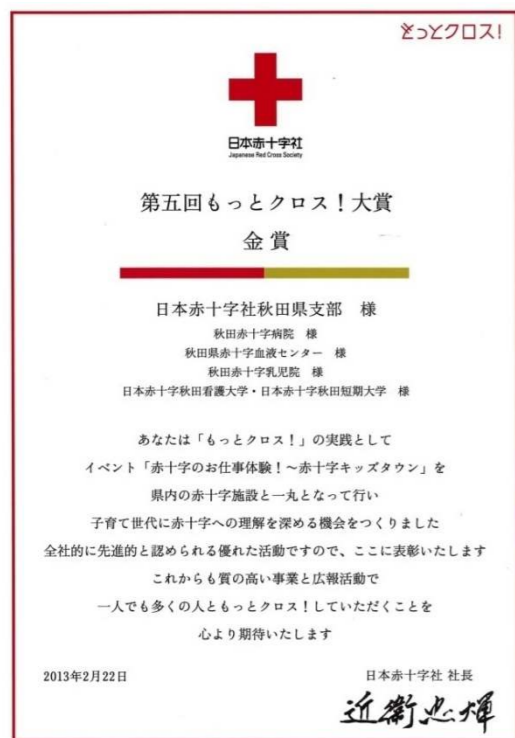 もっとクロス!
日本赤十字社
Japanese Red Cross Society
第五回もっとクロス!大賞
金賞
日本赤十字社秋田県支部 様
秋田赤十字病院 様
秋田県赤十字血液センター 様
秋田赤十字乳児院 様
日本赤十字秋田看護大学・日本赤十字秋田短期大学 様
あなたは「もっとクロス!」の実践として
イベント「赤十字のお仕事体験!~赤十字キッズタウン」を
県内の赤十字施設と一丸となって行い
子育て世代に赤十字への理解を深める機会をつくりました
全社的に先進的と認められる優れた活動ですので、ここに表彰いたします
これからも質の高い事業と広報活動で
一人でも多くの人ともっとクロス!していただくことを
心より期待いたします
2013年2月22日
日本赤十字社 社長
近衞忠煇